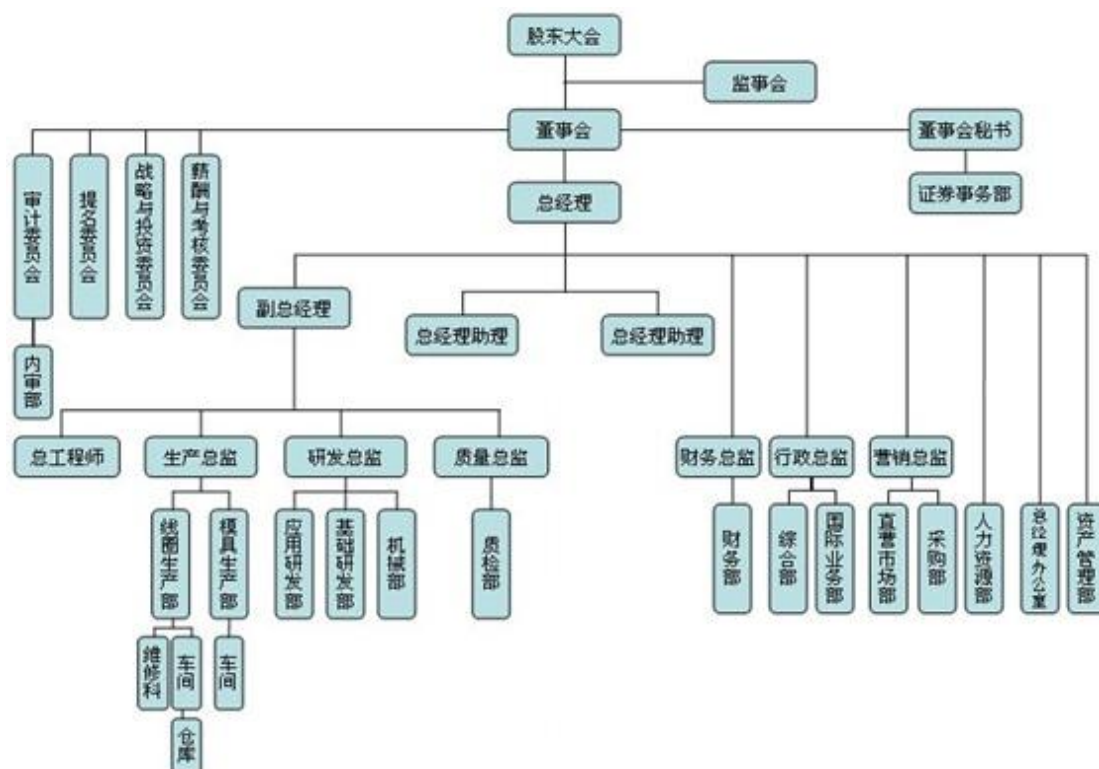 股东大会
监事会
董事会
董事会秘书
审计委员会
提名委员会
战略与投资委员会
薪酬与考核委员会
总经理
证券事务部
副总经理
总经理助理
总经理助理
内审部
总工程师
生产总监
研发总监
质量总监
财务总监
行政总监
营销总监
线圈生产部
模具生产部
应用研发部
基础研发部
机械部
质检部
财务部
综合部
国际业务部
直营市场部
采购部
人力资源部
总经理办公室
资产管理部
维修科
车间
车间
仓库